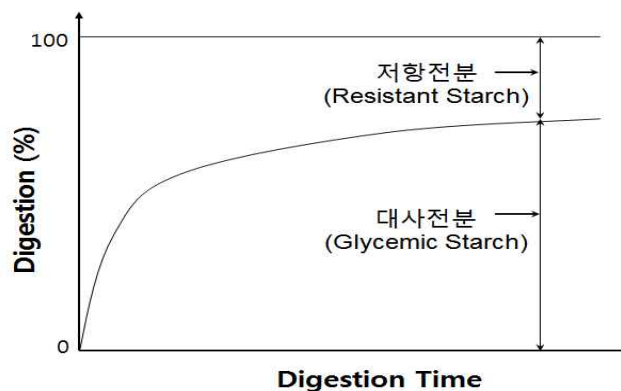 100
저항전분
(Resistant Starch)
Digestion (%)
대사전분
(Glycemic Starch)
0
Digestion Time